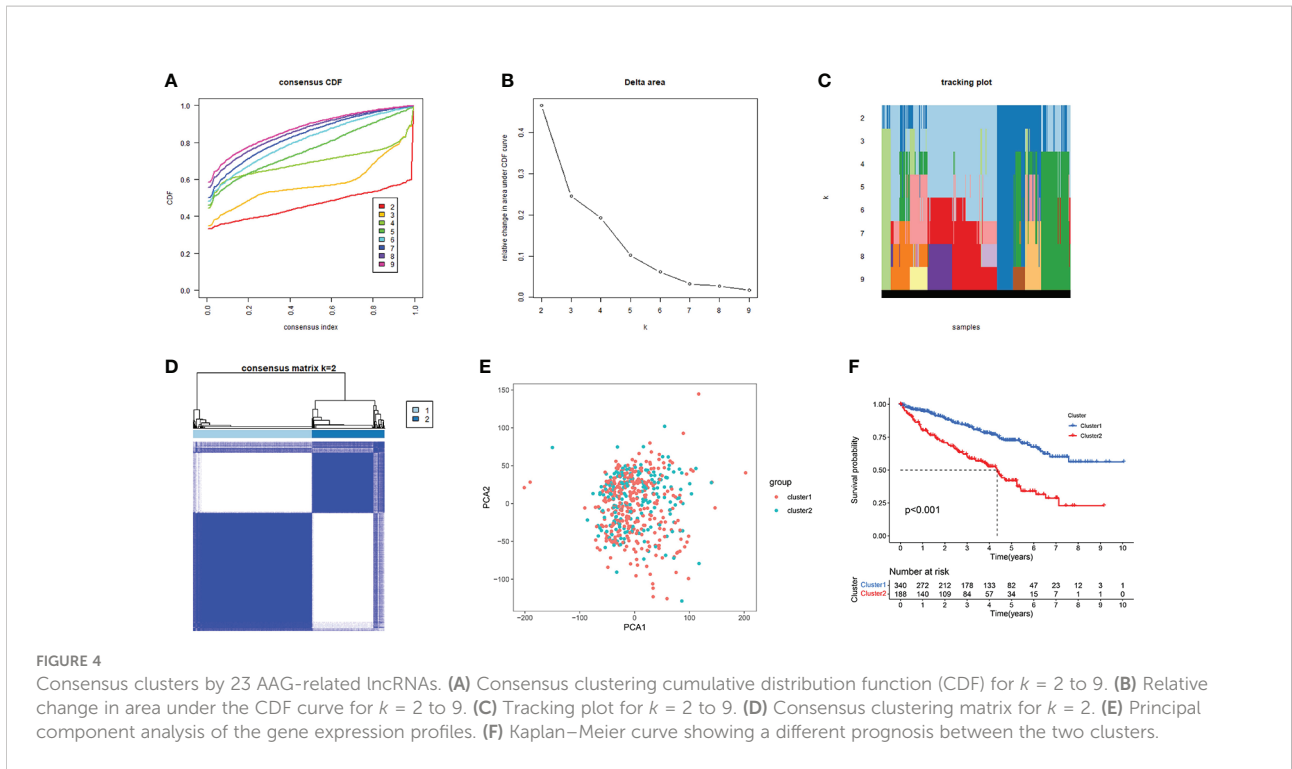 A
consensus CDF
CDF
1.0
0.8
0.6
0.4
0.2
0.0
0.0
0.2
0.4
0.6
0.8
1.0
consensus index
2
3
4
5
6
7
8
9
B
Delta area
relative change in area under CDF curve
0.4
0.3
0.2
0.1
0.0
2 3 4 5 6 7 8 9
k
C
tracking plot
k
2
3
4
5
6
7
8
9
samples
D
consensus matrix k=2
1
2
E
PCA2
150
100
50
0
−50
−100
−200 −100 0 100 200
PCA1
group
cluster1
cluster2
F
Survival probability
1.00
0.75
0.50
0.25
0.00
Cluster
Cluster1
Cluster2
p<0.001
0 1 2 3 4 5 6 7 8 9 10
Time(years)
Number at risk
Cluster
Cluster1 340 272 212 178 133 82 47 23 12 3 1
Cluster2 188 140 109 84 57 34 15 7 1 1 0
0 1 2 3 4 5 6 7 8 9 10
Time(years)
FIGURE 4
Consensus clusters by 23 AAG-related lncRNAs. (A) Consensus clustering cumulative distribution function (CDF) for k = 2 to 9. (B) Relative
change in area under the CDF curve for k = 2 to 9. (C) Tracking plot for k = 2 to 9. (D) Consensus clustering matrix for k = 2. (E) Principal
component analysis of the gene expression profiles. (F) Kaplan–Meier curve showing a different prognosis between the two clusters.